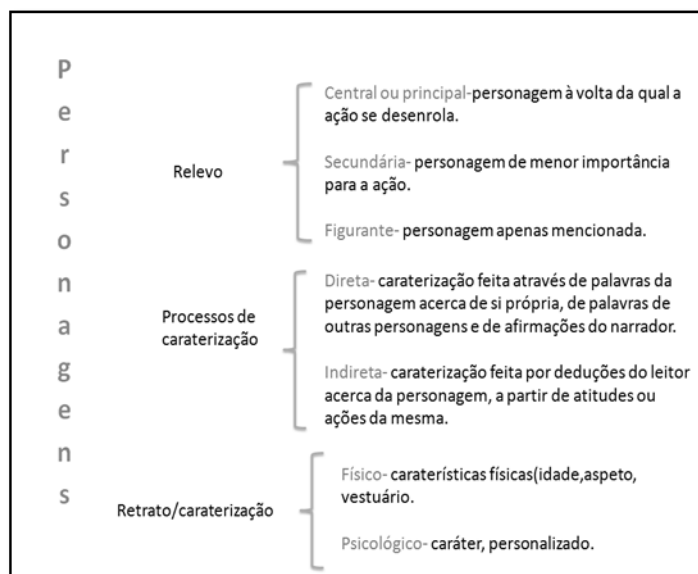 Personagens
Relevo
Central ou principal-personagem à volta da qual a
ação se desenrola.
Secundária- personagem de menor importância
para a ação.
Figurante- personagem apenas mencionada.
Processos de
caraterização
Direta- caraterização feita através de palavras da
personagem acerca de si própria, de palavras de
outras personagens e de afirmações do narrador.
Indireta- caraterização feita por deduções do leitor
acerca da personagem, a partir de atitudes ou
ações da mesma.
Retrato/caraterização
Físico- caraterísticas físicas(idade,aspeto,
vestuário.
Psicológico- caráter, personalizado.